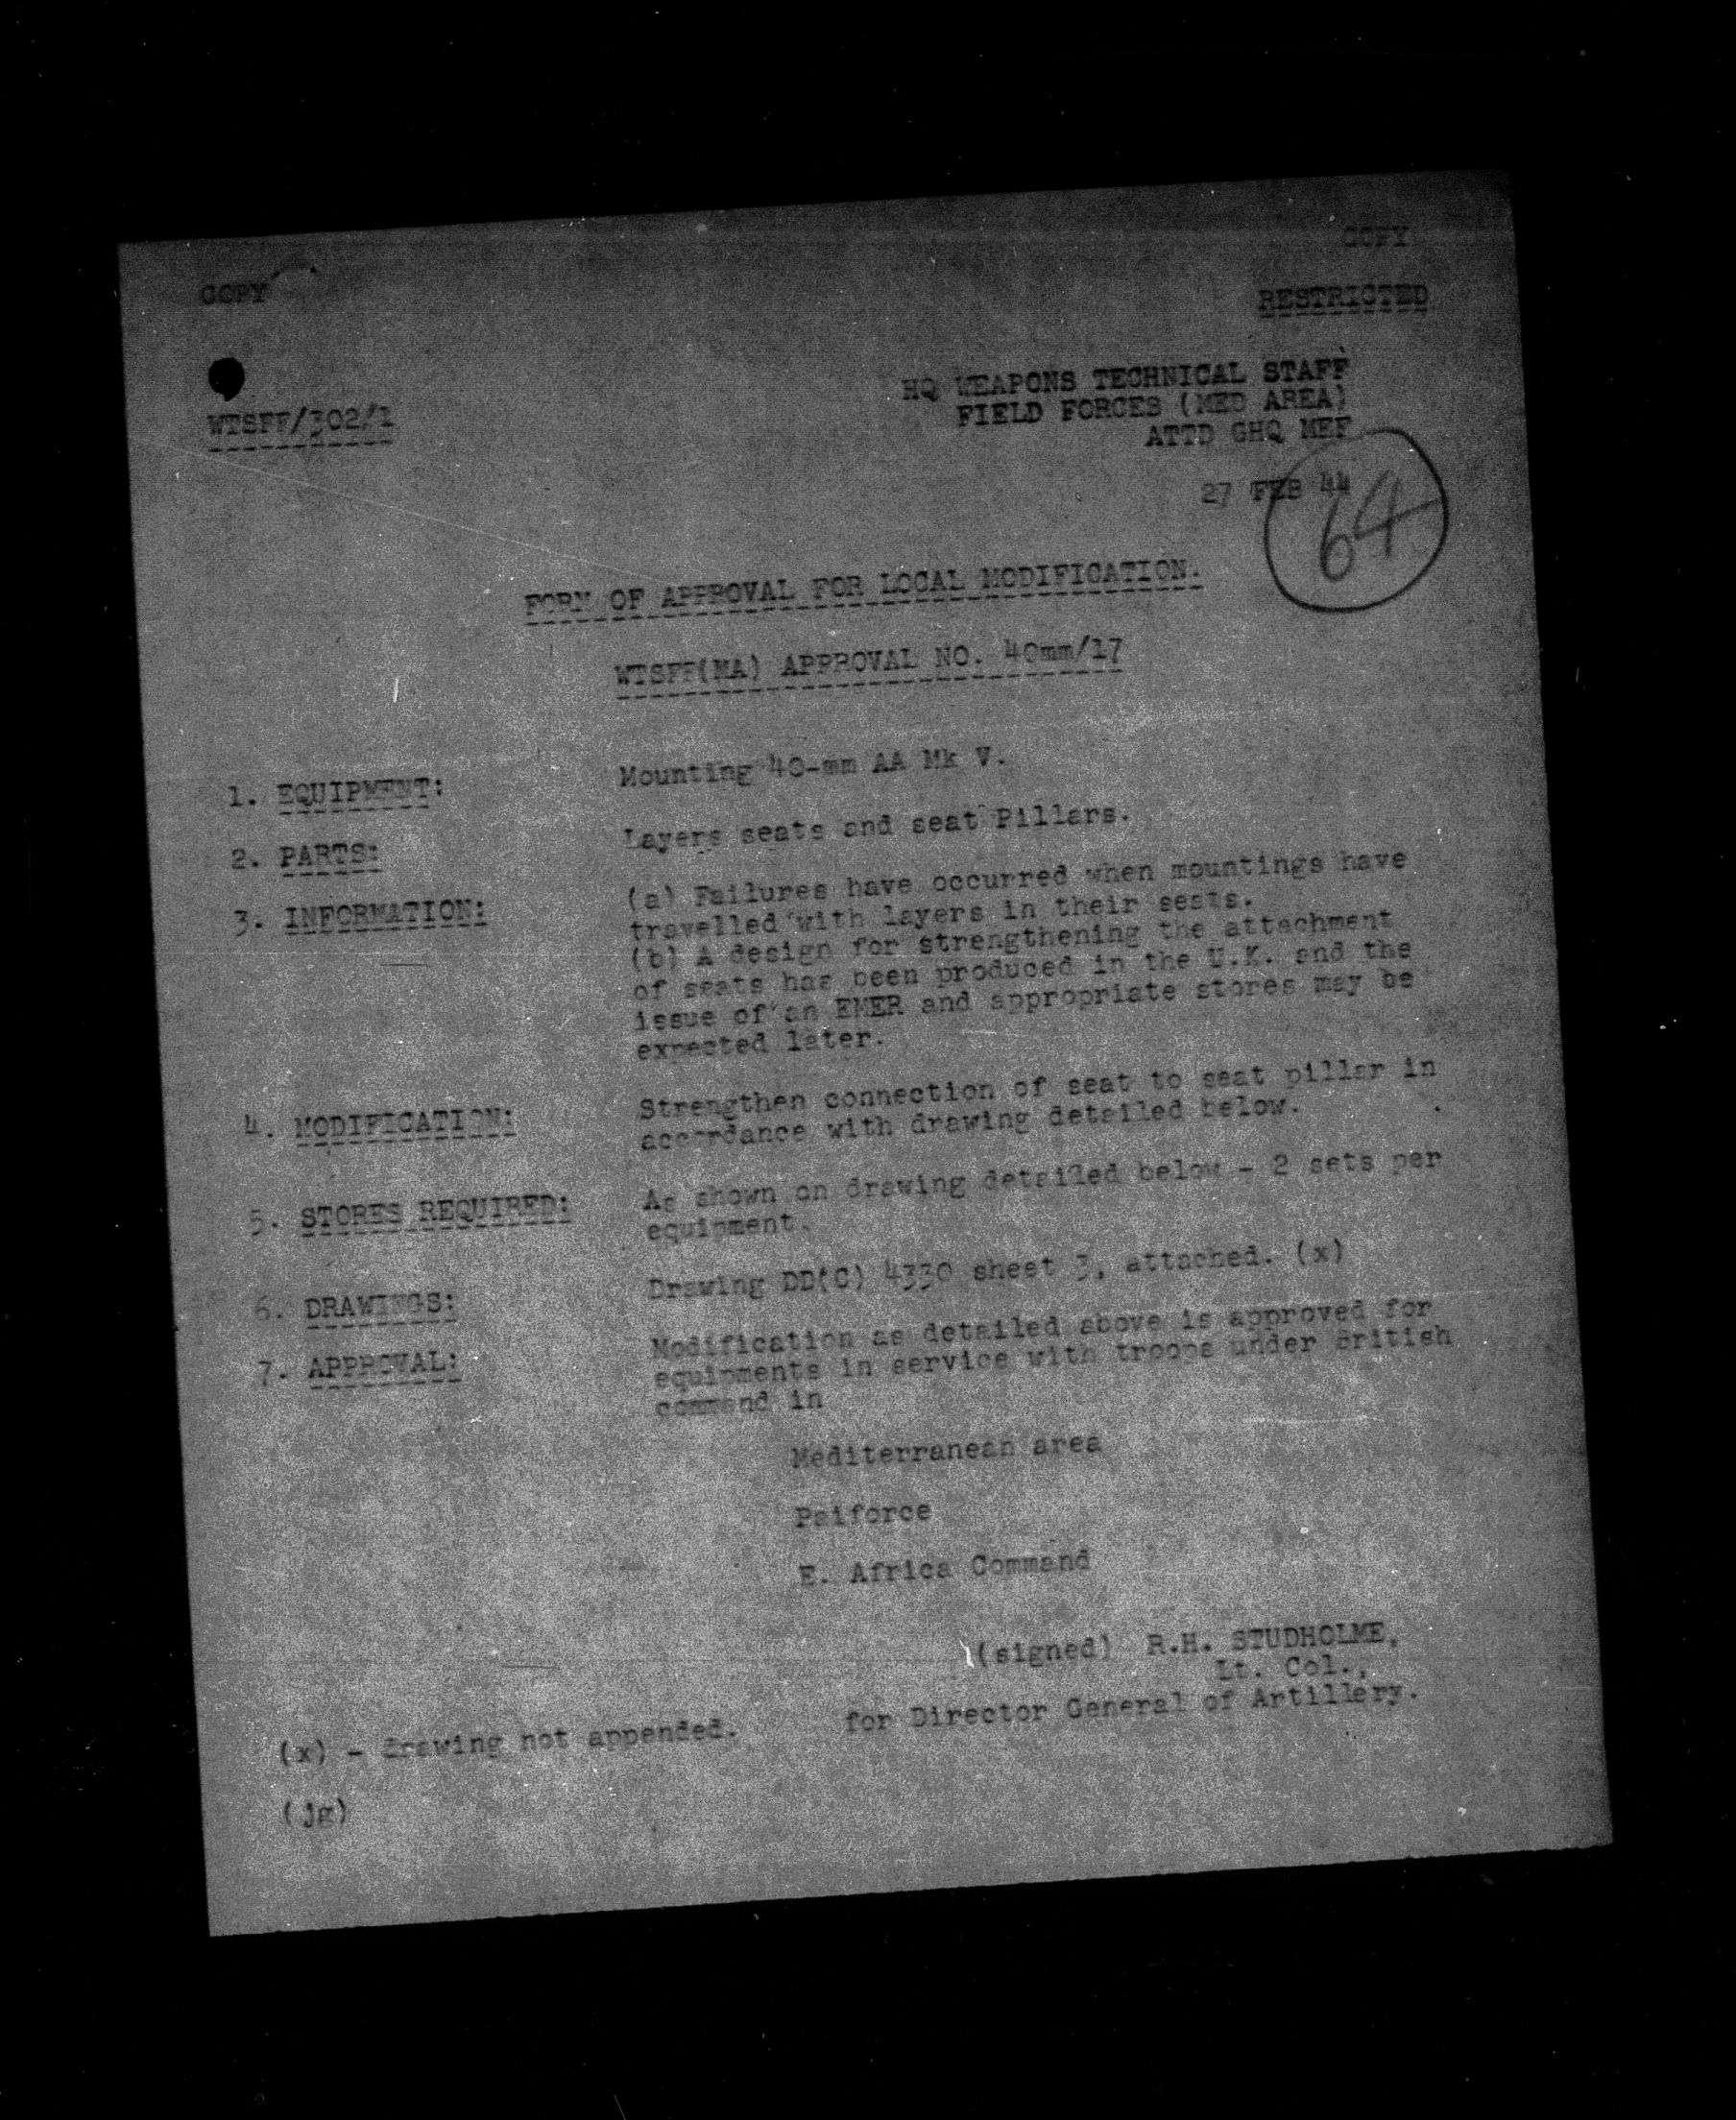 COPY
COPY
RESTRICTED
HQ WEAPONS TECHNICAL STAFF
FIELD FORCES (MED AREA)
ATTD GHQ MEF
WTSFF/302/1
27 FEB 44
64
FORM OF APPROVAL FOR LOCAL MODIFICATION.
WTSFF(MA) APPROVAL NO. 40mm/17
1. EQUIPMENT: Mounting 40-mm AA Mk V.
2. PARTS: Layers seats and seat Pillars.
3. INFORMATION: (a) Failures have occurred when mountings have
travelled with layers in their seats.
(b) A design for strengthening the attachment
of seats has been produced in the U.K. and the
issue of an EMER and appropriate stores may be
expected later.
4. MODIFICATION: Strengthen connection of seat to seat pillar in
accordance with drawing detailed below.
5. STORES REQUIRED: As shown on drawing detailed below - 2 sets per
equipment.
6. DRAWINGS: Drawing DD(C) 4330 sheet 3, attached. (x)
7. APPROVAL: Modification as detailed above is approved for
equipments in service with troops under British
command in
Mediterranean area
Paiforce
E. Africa Command
(signed) R.H. STUDHOLME,
Lt. Col.,
for Director General of Artillery.
(x) - drawing not appended.
(jg)